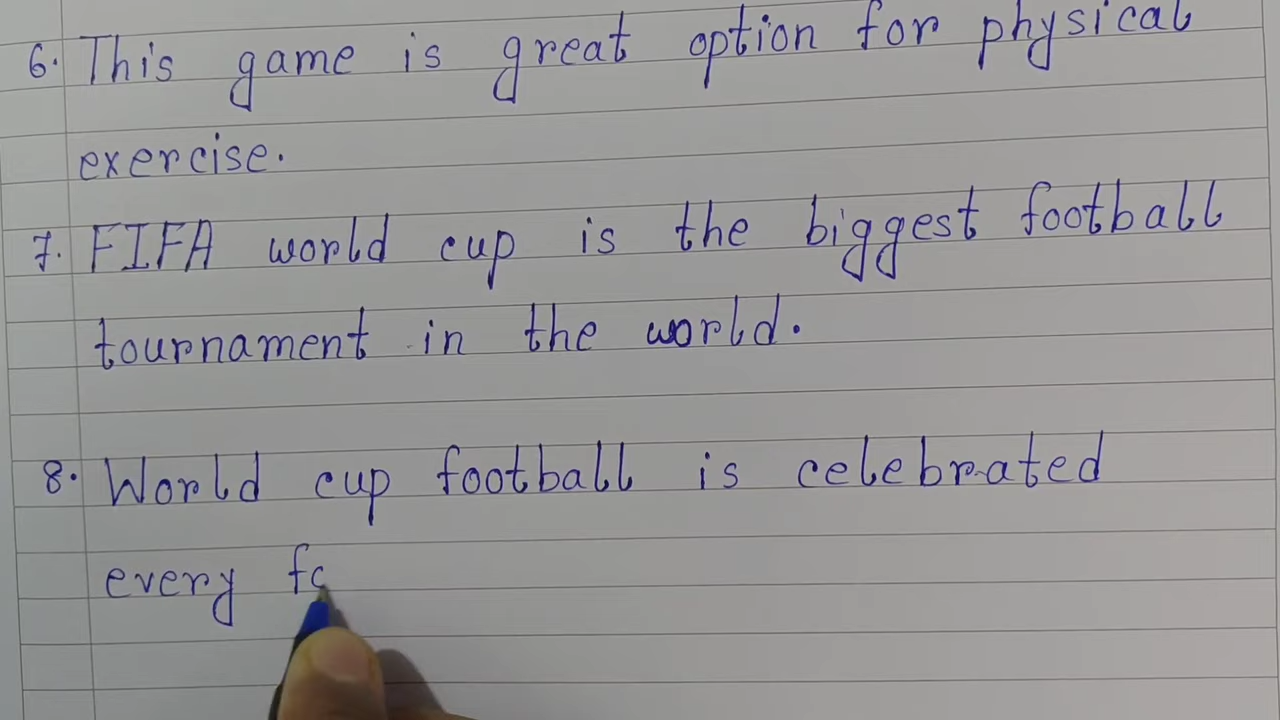 6. This game is great option for physical
exercise.
7. FIFA world cup is the biggest football
tournament in the world.
8. World cup football is celebrated
every fo